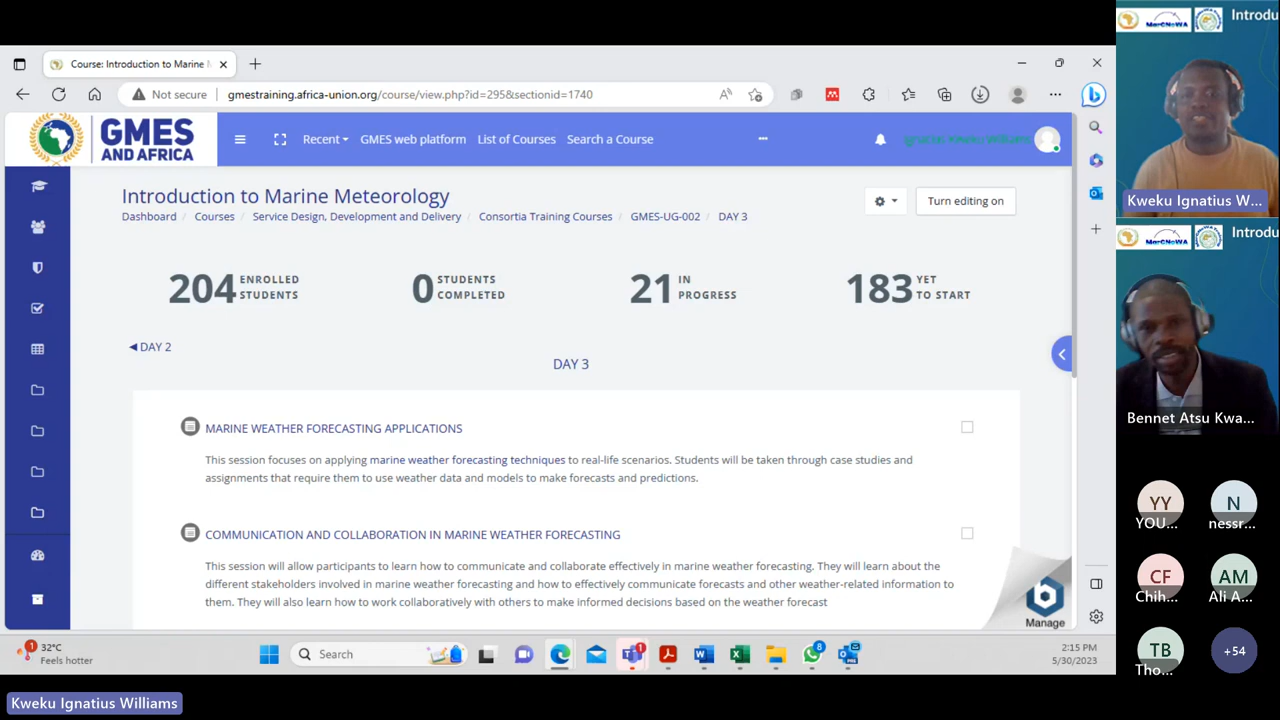 Course: Introduction to Marine M
Not secure
gmestraining.africa-union.org/course/view.php?id=295&sectionid=1740
GMES
AND AFRICA
Recent
GMES web platform
List of Courses
Search a Course
Introduction to Marine Meteorology
Dashboard / Courses / Service Design, Development and Delivery / Consortia Training Courses / GMES-UG-002 / DAY 3
Turn editing on
204 ENROLLED STUDENTS
0 STUDENTS COMPLETED
21 IN PROGRESS
183 YET TO START
◀ DAY 2
DAY 3
MARINE WEATHER FORECASTING APPLICATIONS
This session focuses on applying marine weather forecasting techniques to real-life scenarios. Students will be taken through case studies and
assignments that require them to use weather data and models to make forecasts and predictions.
COMMUNICATION AND COLLABORATION IN MARINE WEATHER FORECASTING
This session will allow participants to learn how to communicate and collaborate effectively in marine weather forecasting. They will learn about the
different stakeholders involved in marine weather forecasting and how to effectively communicate forecasts and other weather-related information to
them. They will also learn how to work collaboratively with others to make informed decisions based on the weather forecast
Manage
1
32°C
Feels hotter
Search
1
8
2:15 PM
5/30/2023
Kweku Ignatius Williams
MarCNoWA
Introdu
Kweku Ignatius W...
MarCNoWA
Introdu
Bennet Atsu Kwa...
YY
YOU...
N
nessr...
CF
Chih...
AM
Ali A...
TB
Tho...
+54